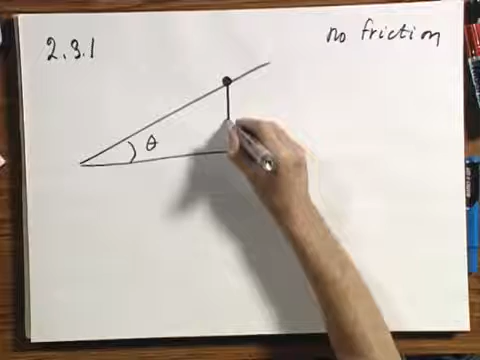 2.3.1
no friction
θ